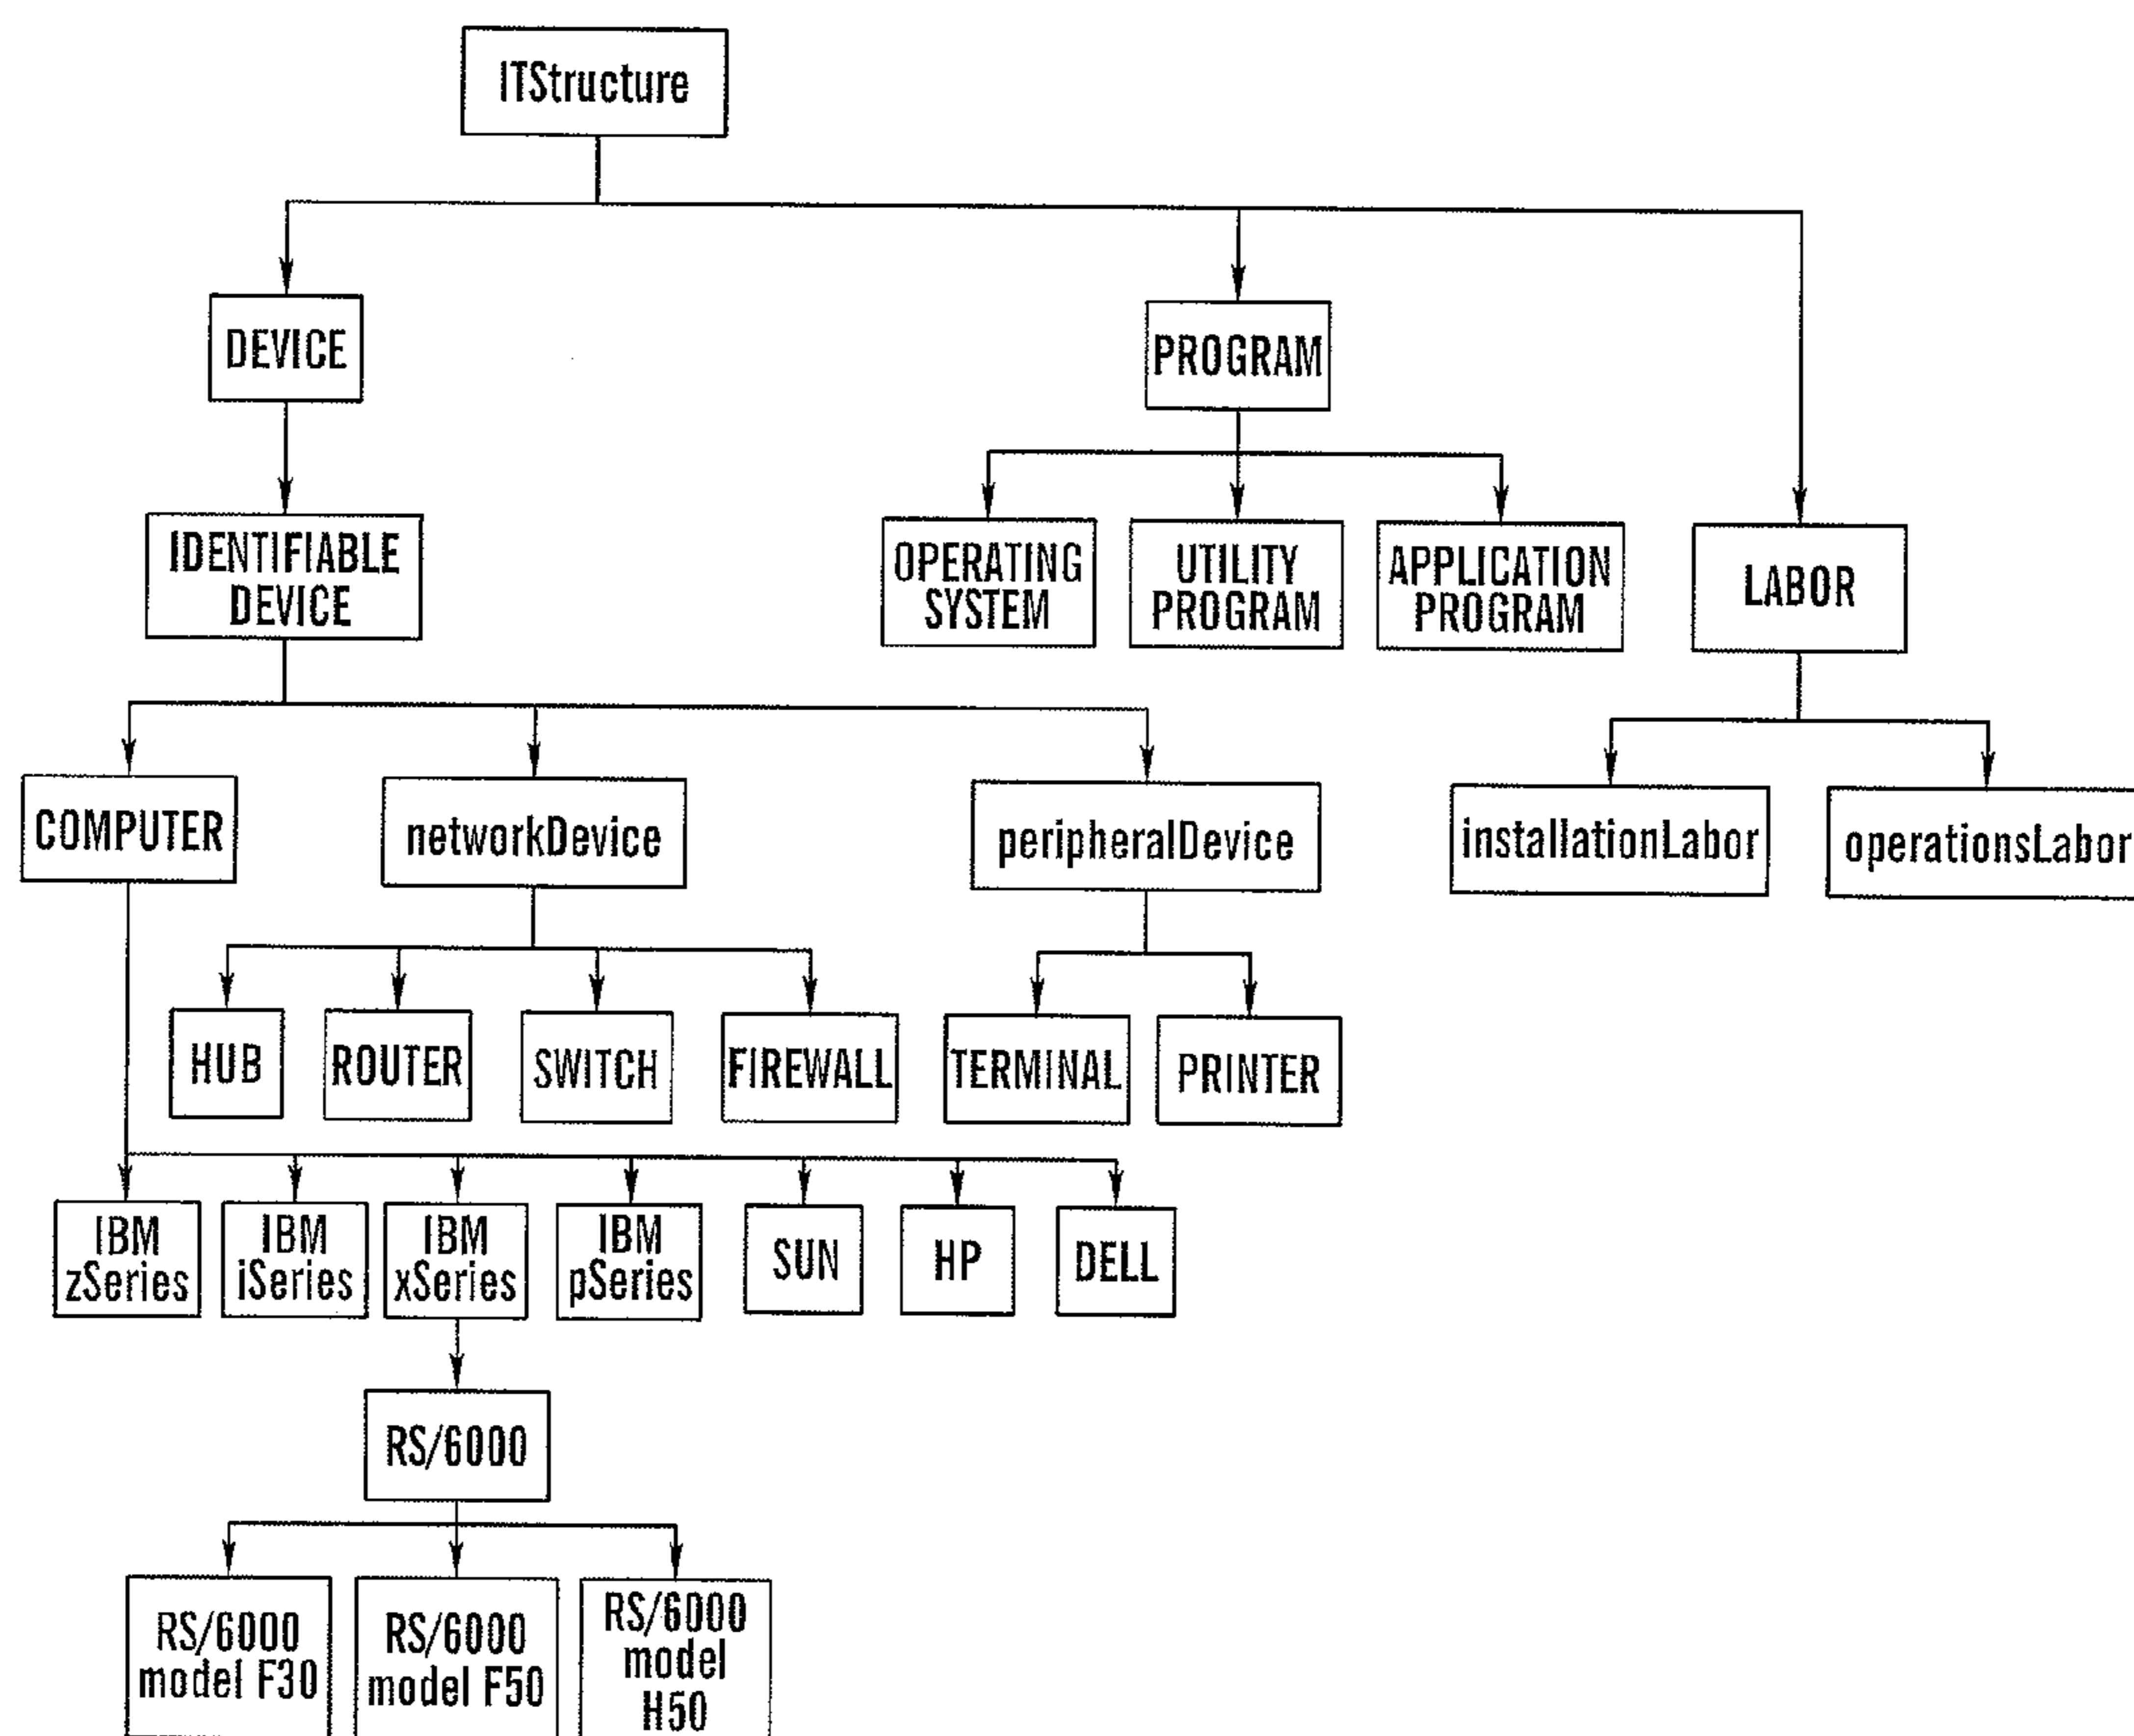 ITStructure
DEVICE
PROGRAM
IDENTIFIABLE
DEVICE
OPERATING
SYSTEM
UTILITY
PROGRAM
APPLICATION
PROGRAM
LABOR
COMPUTER
networkDevice
peripheralDevice
installationLabor
operationsLabor
HUB
ROUTER
SWITCH
FIREWALL
TERMINAL
PRINTER
IBM
zSeries
IBM
iSeries
IBM
xSeries
IBM
pSeries
SUN
HP
DELL
RS/6000
RS/6000
model F30
RS/6000
model F50
RS/6000
model
H50